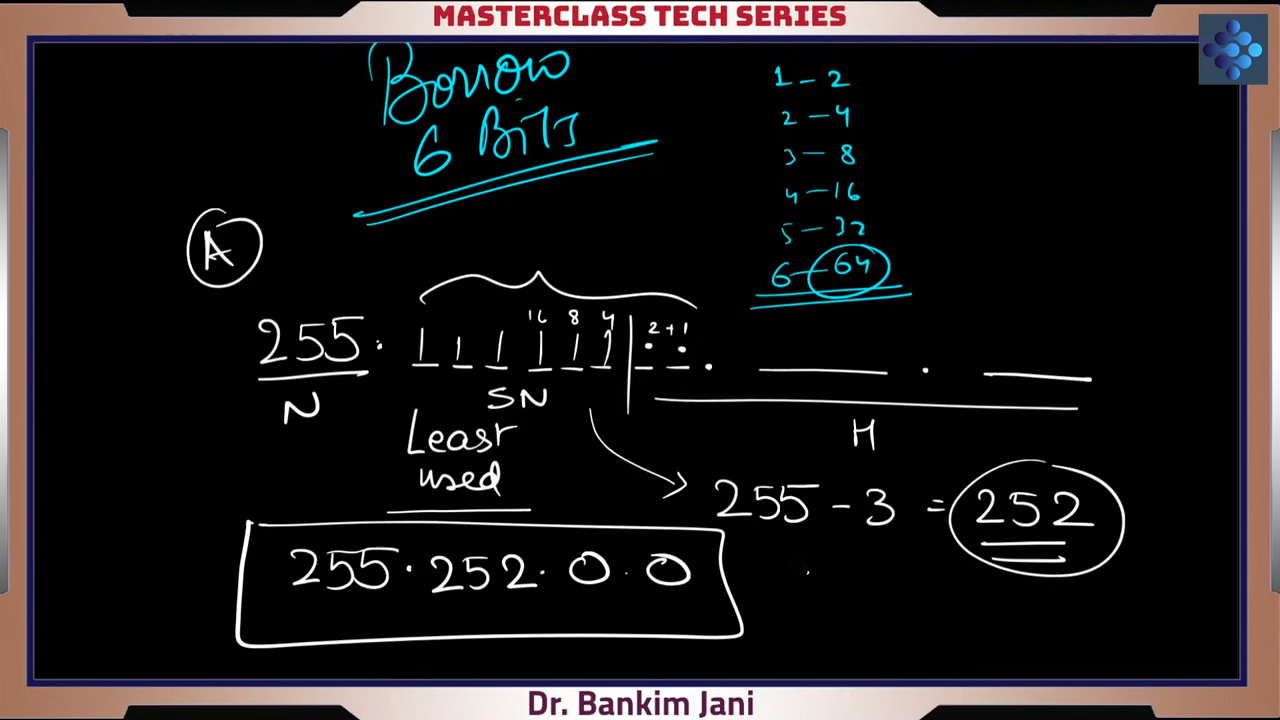 MASTERCLASS TECH SERIES
Borrow
6 Bits
1 - 2
2 - 4
3 - 8
4 - 16
5 - 32
6 - 64
A
16 8 4 2 + 1
255 . 1 1 1 1 1 1 | . . . ___ . ___
N SN H
Least
used
255 - 3 = 252
255.252.0.0
Dr. Bankim Jani